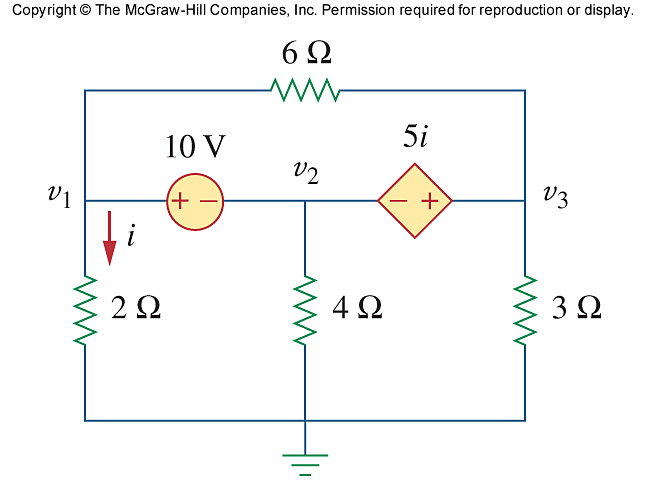 Copyright © The McGraw-Hill Companies, Inc. Permission required for reproduction or display.
6 Ω
10 V
v2
5i
v1
+ −
− +
v3
i
2 Ω
4 Ω
3 Ω